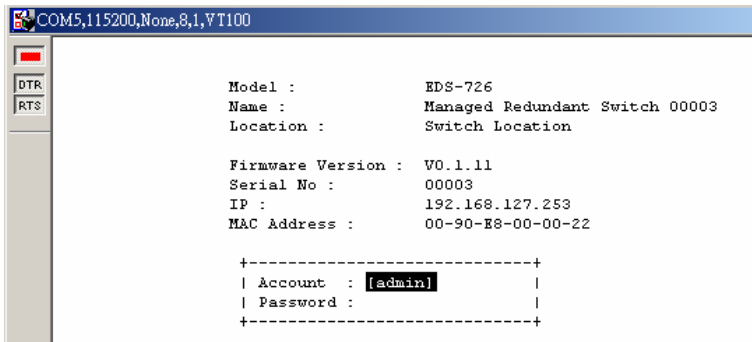 COM5,115200,None,8,1,VT100
DTR
RTS
Model : EDS-726
Name : Managed Redundant Switch 00003
Location : Switch Location
Firmware Version : V0.1.11
Serial No : 00003
IP : 192.168.127.253
MAC Address : 00-90-E8-00-00-22
+-----------------------------+
| Account : [admin] |
| Password : |
+-----------------------------+